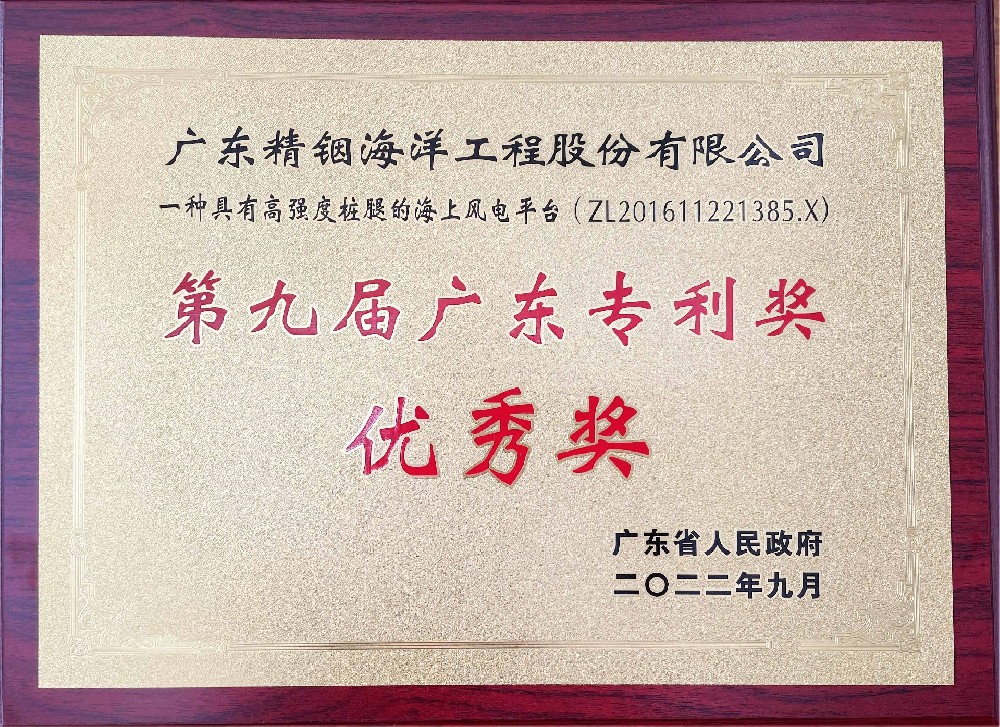 广东精铟海洋工程股份有限公司
一种具有高强度桩腿的海上风电平台（ZL201611221385.X）
第九届广东专利奖
优秀奖
广东省人民政府
二〇二二年九月